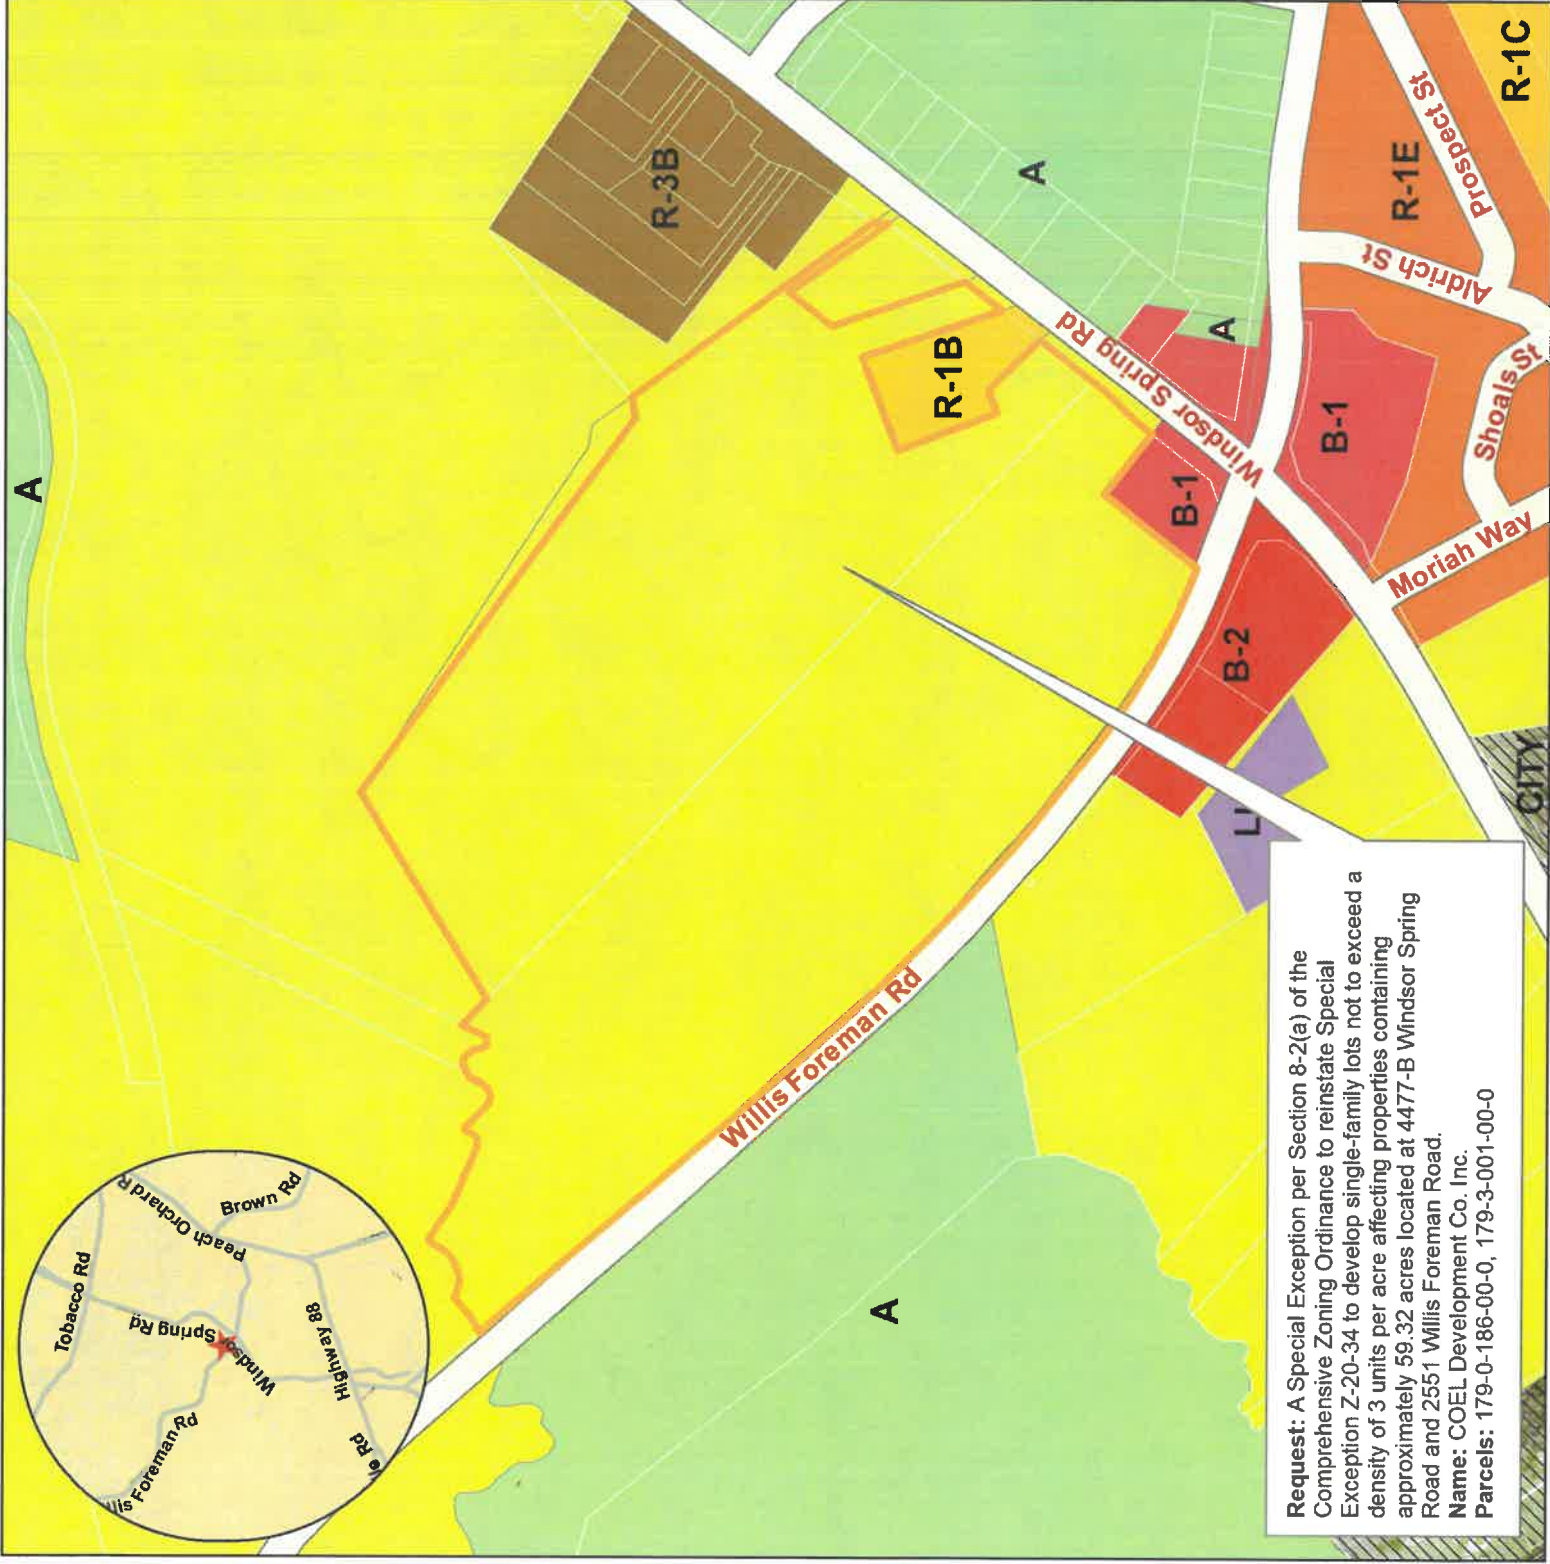 A
R-3B
A
R-1C
R-1E
Prospect St
Aldrich St
Shoals St
Moriah Way
R-1B
Windsor Spring Rd
A
B-1
B-1
B-2
LI
CITY
Willis Foreman Rd
A
Tobacco Rd
Peach Orchard R
Brown Rd
Windsor Spring Rd
Highway 88
lis Foreman Rd
le Rd
Request: A Special Exception per Section 8-2(a) of the
Comprehensive Zoning Ordinance to reinstate Special
Exception Z-20-34 to develop single-family lots not to exceed a
density of 3 units per acre affecting properties containing
approximately 59.32 acres located at 4477-B Windsor Spring
Road and 2551 Willis Foreman Road.
Name: COEL Development Co. Inc.
Parcels: 179-0-186-00-0, 179-3-001-00-0